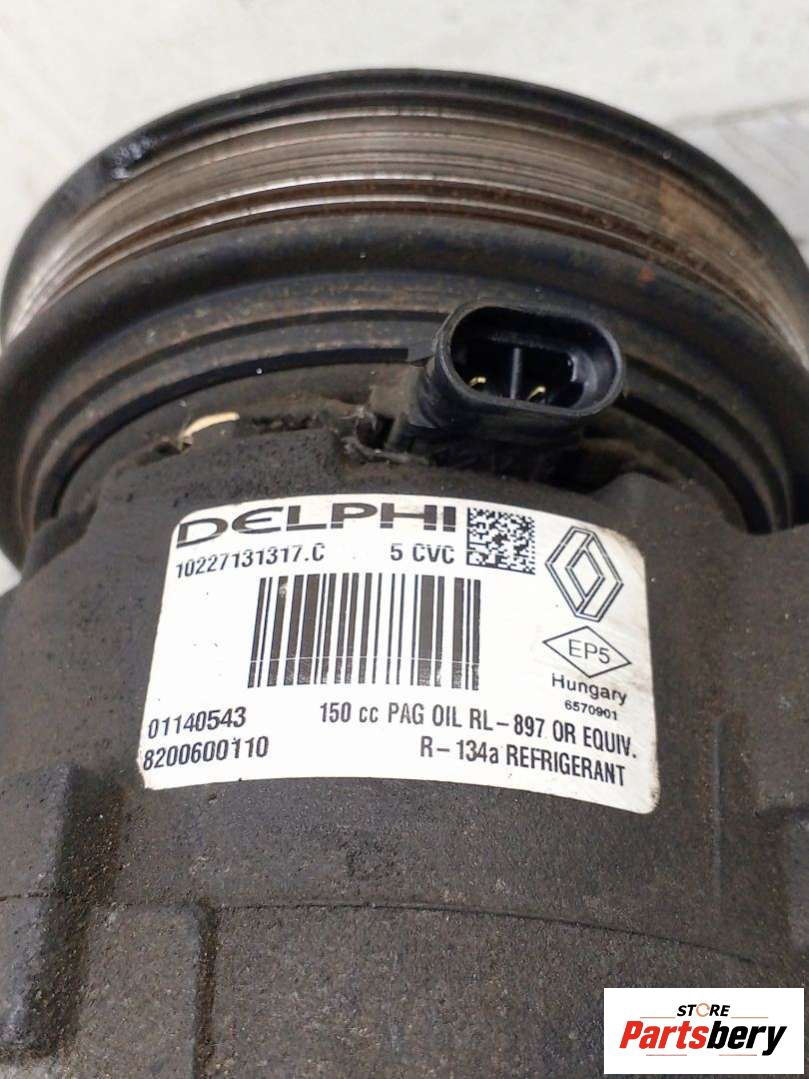 DELPHI
10227131317.C 5 CVC
EP5
Hungary
6570901
01140543 150 cc PAG OIL RL-897 OR EQUIV.
8200600110 R-134a REFRIGERANT
STORE
Partsbery